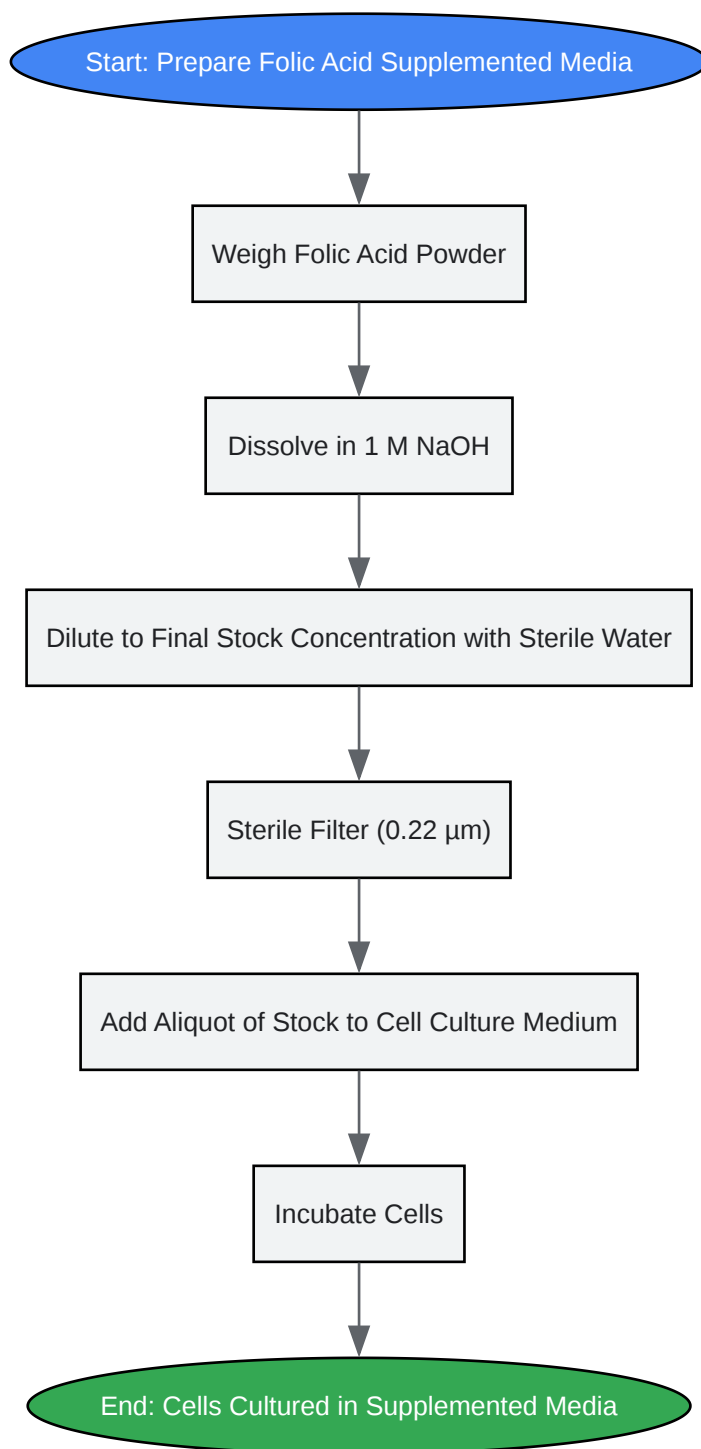 Start: Prepare Folic Acid Supplemented Media
Weigh Folic Acid Powder
Dissolve in 1 M NaOH
Dilute to Final Stock Concentration with Sterile Water
Sterile Filter (0.22 µm)
Add Aliquot of Stock to Cell Culture Medium
Incubate Cells
End: Cells Cultured in Supplemented Media